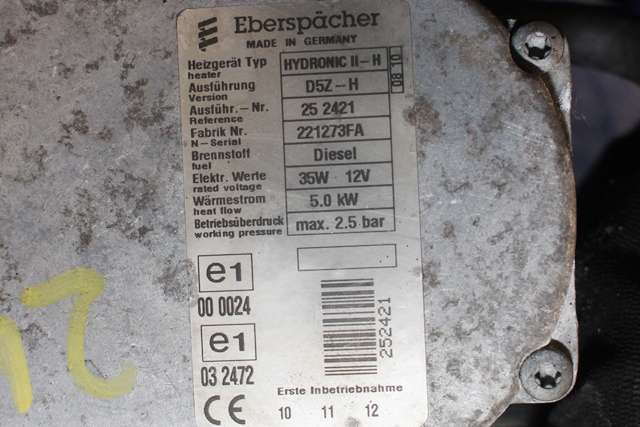 Eberspächer
MADE IN GERMANY
Heizgerät Typ HYDRONIC II-H 08 10
heater
Ausführung D5Z-H
Version
Ausführ.-Nr. 25 2421
Reference
Fabrik Nr. 221273FA
N-Serial
Brennstoff Diesel
fuel
Elektr. Werte 35W 12V
rated voltage
Wärmestrom 5.0 kW
heat flow
Betriebsüberdruck max. 2.5 bar
working pressure
e1
00 0024
e1
03 2472
252421
CE
Erste Inbetriebnahme
10 11 12